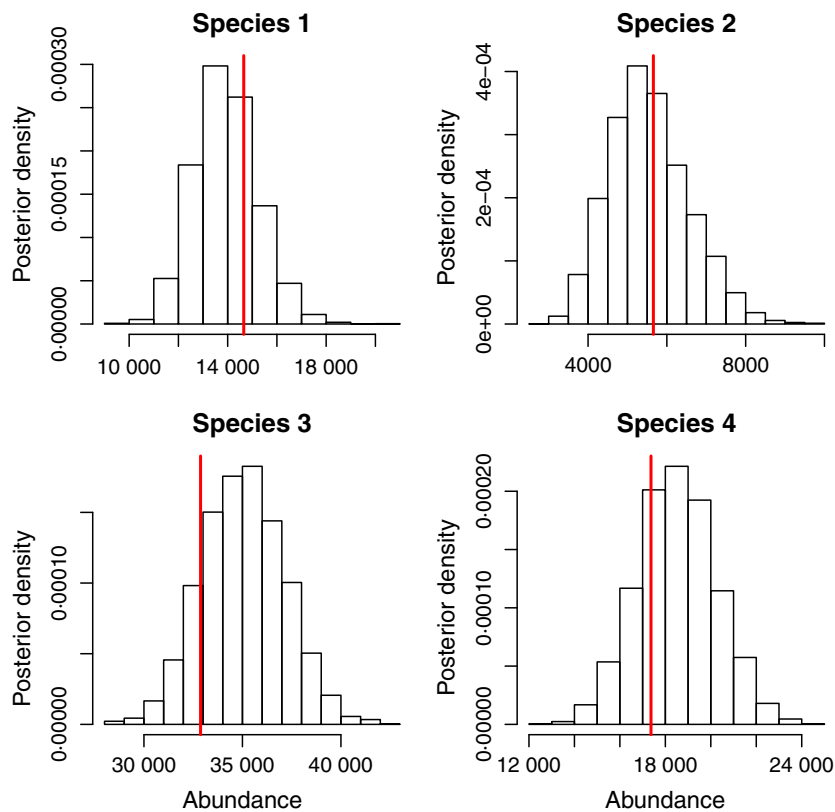 Species 1
Posterior density
0·00000
0·00015
0·00030
10 000 14 000 18 000
Species 2
Posterior density
0e+00
2e−04
4e−04
4000 8000
Species 3
Posterior density
0·00000
0·00010
30 000 35 000 40 000
Abundance
Species 4
Posterior density
0·00000
0·00010
0·00020
12 000 18 000 24 000
Abundance